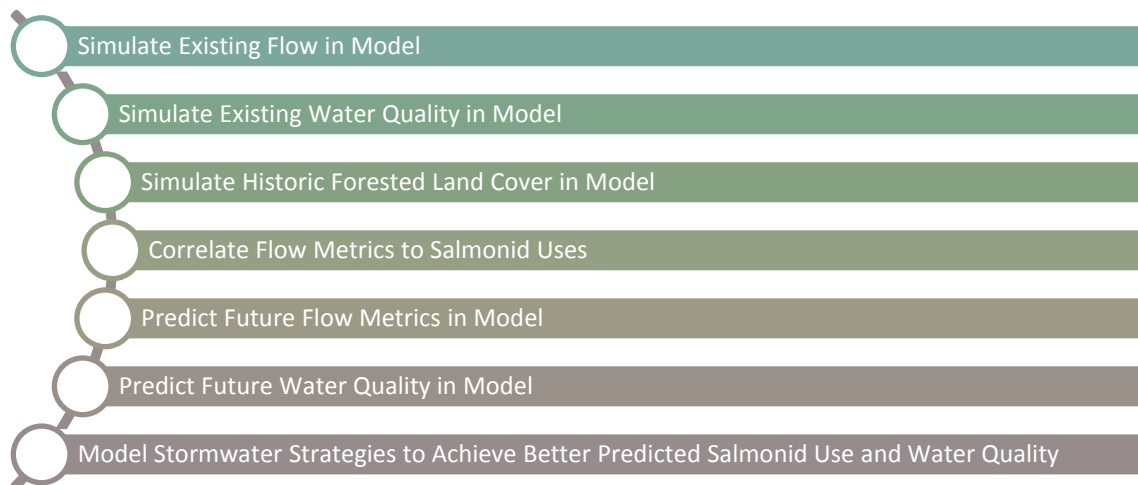 Simulate Existing Flow in Model
Simulate Existing Water Quality in Model
Simulate Historic Forested Land Cover in Model
Correlate Flow Metrics to Salmonid Uses
Predict Future Flow Metrics in Model
Predict Future Water Quality in Model
Model Stormwater Strategies to Achieve Better Predicted Salmonid Use and Water Quality